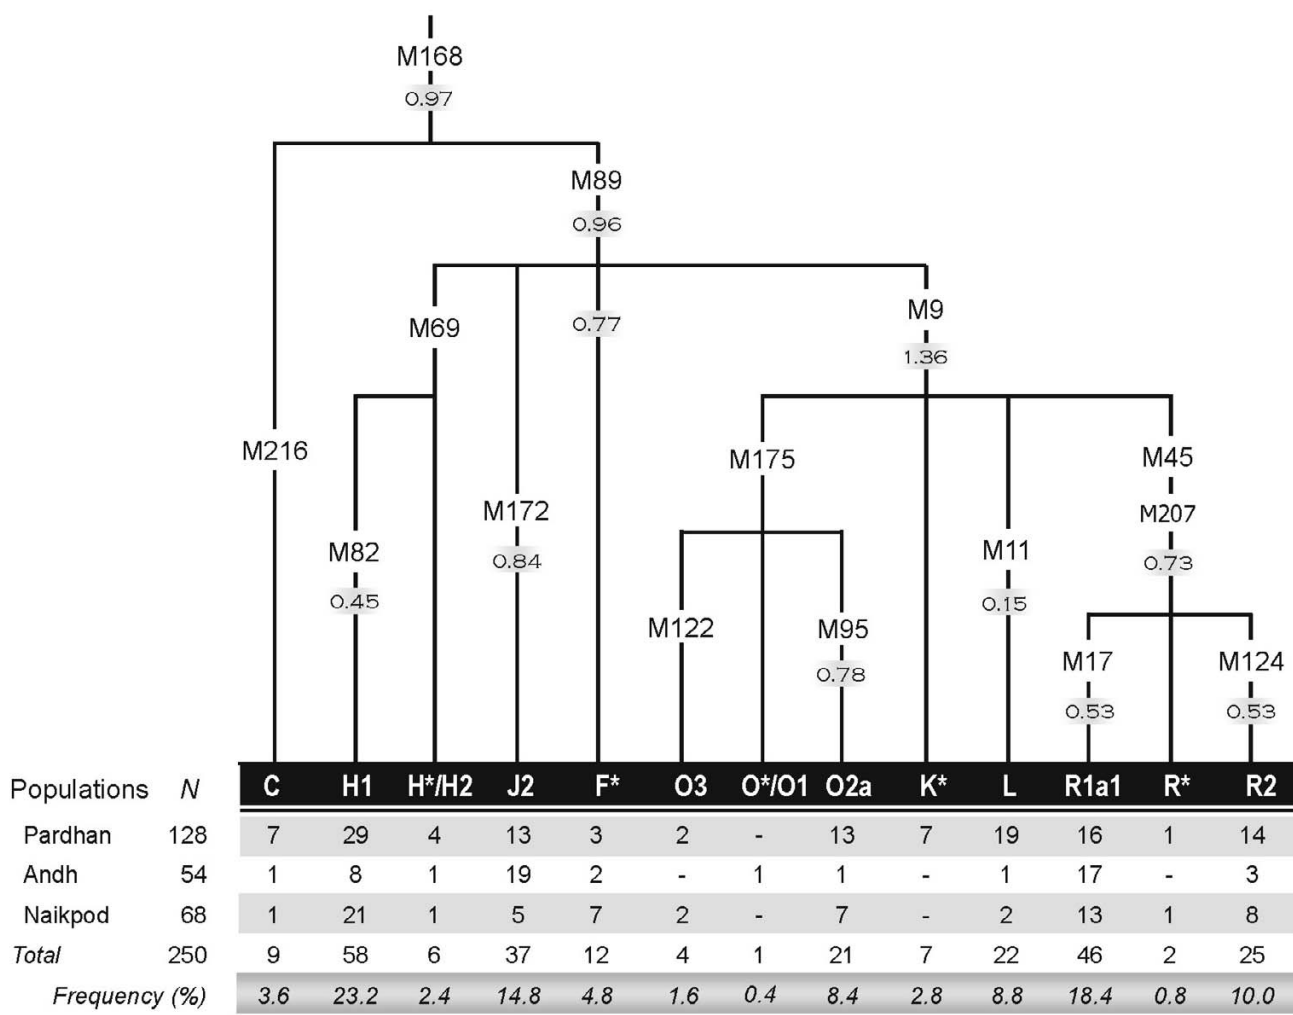 M168
0.97
M89
0.96
M9
M69
0.77
1.36
M216
M175
M45
M172
M207
M82
0.84
M11
0.73
0.45
0.15
M122
M95
M17
M124
0.78
0.53
0.53
Populations N C H1 H*/H2 J2 F* O3 O*/O1 O2a K* L R1a1 R* R2
Pardhan 128 7 29 4 13 3 2 - 13 7 19 16 1 14
Andh 54 1 8 1 19 2 - 1 1 - 1 17 - 3
Naikpod 68 1 21 1 5 7 2 - 7 - 2 13 1 8
Total 250 9 58 6 37 12 4 1 21 7 22 46 2 25
Frequency (%) 3.6 23.2 2.4 14.8 4.8 1.6 0.4 8.4 2.8 8.8 18.4 0.8 10.0